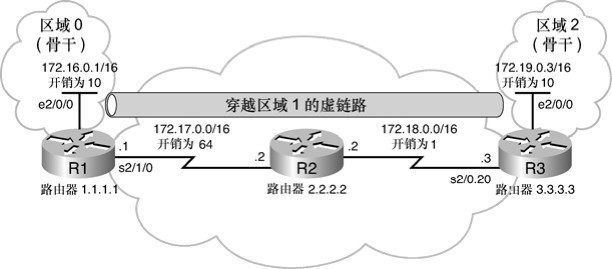 区域 0
（骨干）
172.16.0.1/16
开销为 10
e2/0/0
区域 2
（骨干）
172.19.0.3/16
开销为 10
e2/0/0
穿越区域 1 的虚链路
172.17.0.0/16
开销为 64
172.18.0.0/16
开销为 1
R1
.1
s2/1/0
路由器 1.1.1.1
.2
R2
.2
路由器 2.2.2.2
.3
s2/0.20
R3
路由器 3.3.3.3